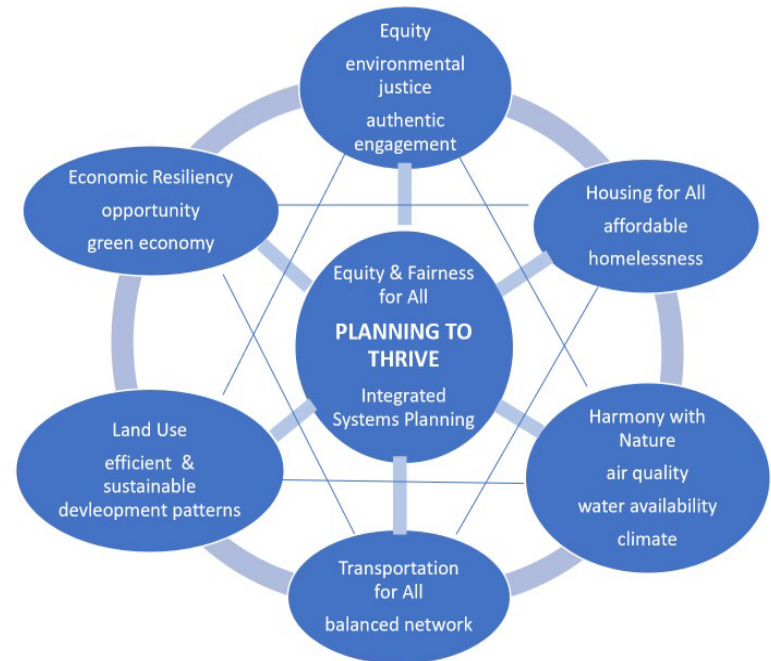 Equity
environmental
justice
authentic
engagement
Economic Resiliency
opportunity
green economy
Housing for All
affordable
homelessness
Equity & Fairness
for All
PLANNING TO
THRIVE
Integrated
Systems Planning
Land Use
efficient &
sustainable
devleopment patterns
Harmony with
Nature
air quality
water availability
climate
Transportation
for All
balanced network